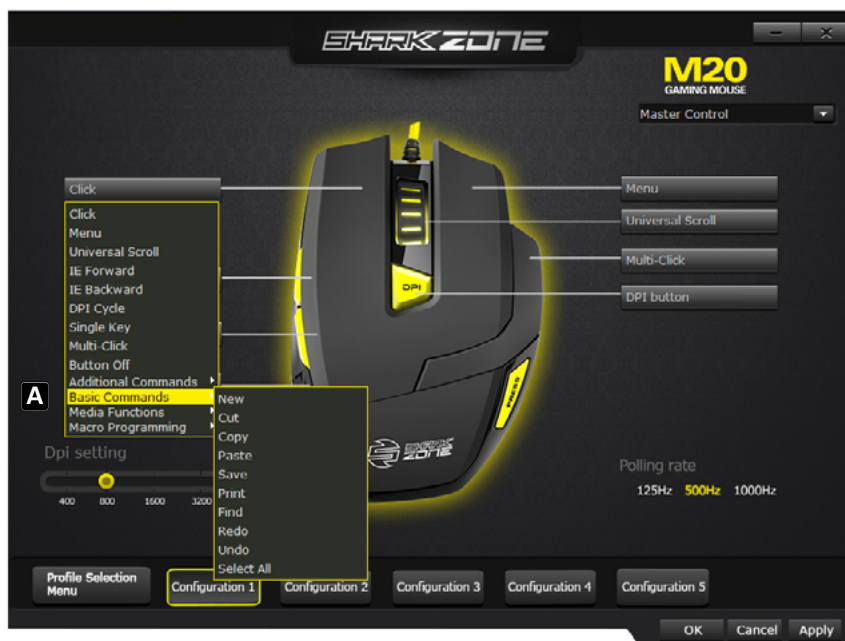 SHARK ZONE
M20
GAMING MOUSE
Master Control
Click
Click
Menu
Universal Scroll
IE Forward
IE Backward
DPI Cycle
Single Key
Multi-Click
Button Off
Additional Commands
Basic Commands
Media Functions
Macro Programming
A
New
Cut
Copy
Paste
Save
Print
Find
Redo
Undo
Select All
Menu
Universal Scroll
Multi-Click
DPI button
DPI
PRESS
SHARK
ZONE
Dpi setting
400 800 1600 3200
Polling rate
125Hz 500Hz 1000Hz
Profile Selection
Menu
Configuration 1 Configuration 2 Configuration 3 Configuration 4 Configuration 5
OK Cancel Apply